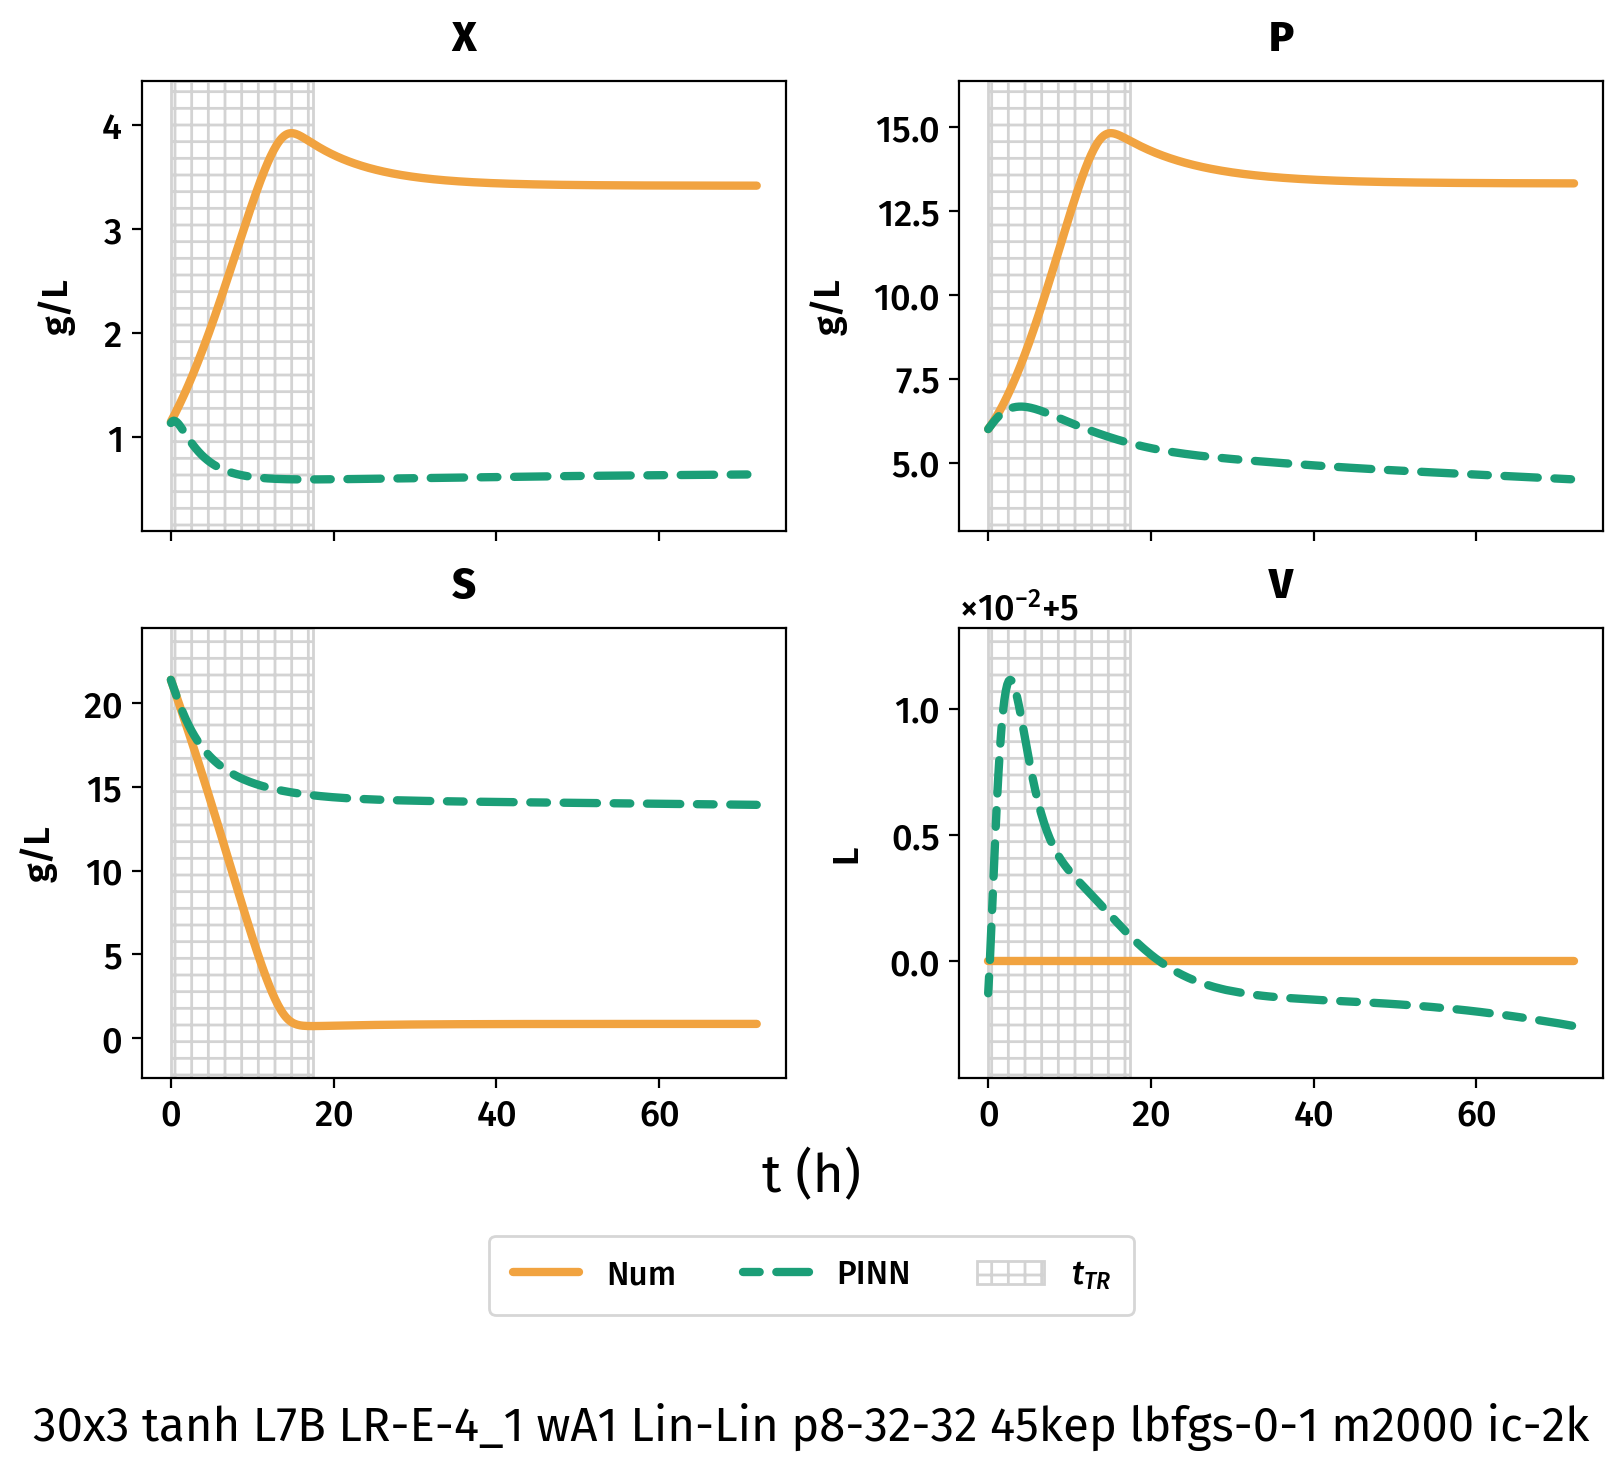 X
P
4
3
2
1
g/L
15.0
12.5
10.0
7.5
5.0
g/L
S
V
×10⁻²+5
20
15
10
5
0
g/L
1.0
0.5
0.0
L
0 20 40 60
0 20 40 60
t (h)
Num PINN t_TR
30x3 tanh L7B LR-E-4_1 wA1 Lin-Lin p8-32-32 45kep lbfgs-0-1 m2000 ic-2k